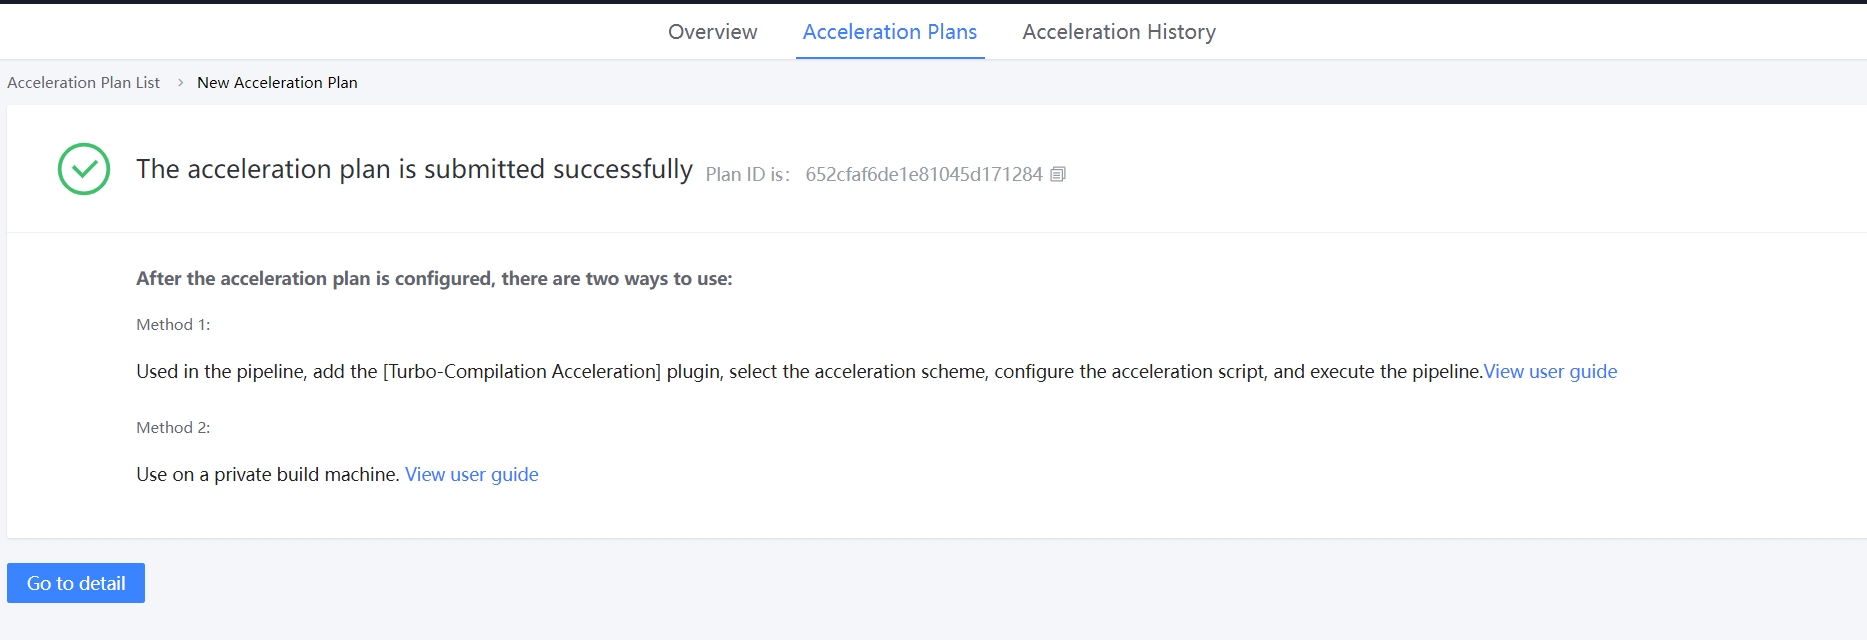 Overview Acceleration Plans Acceleration History
Acceleration Plan List > New Acceleration Plan
The acceleration plan is submitted successfully Plan ID is: 652cfaf6de1e81045d171284
After the acceleration plan is configured, there are two ways to use:
Method 1:
Used in the pipeline, add the [Turbo-Compilation Acceleration] plugin, select the acceleration scheme, configure the acceleration script, and execute the pipeline.View user guide
Method 2:
Use on a private build machine. View user guide
Go to detail